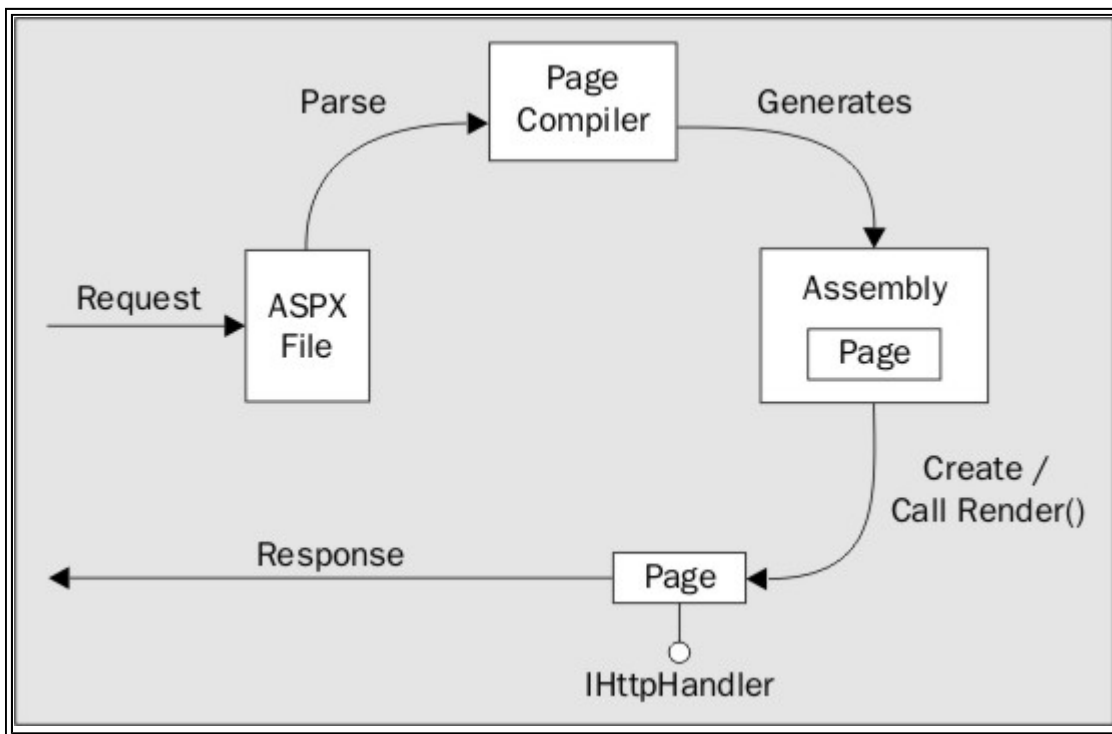 Request
ASPX
File
Parse
Page
Compiler
Generates
Assembly
Page
Create /
Call Render()
Page
IHttpHandler
Response